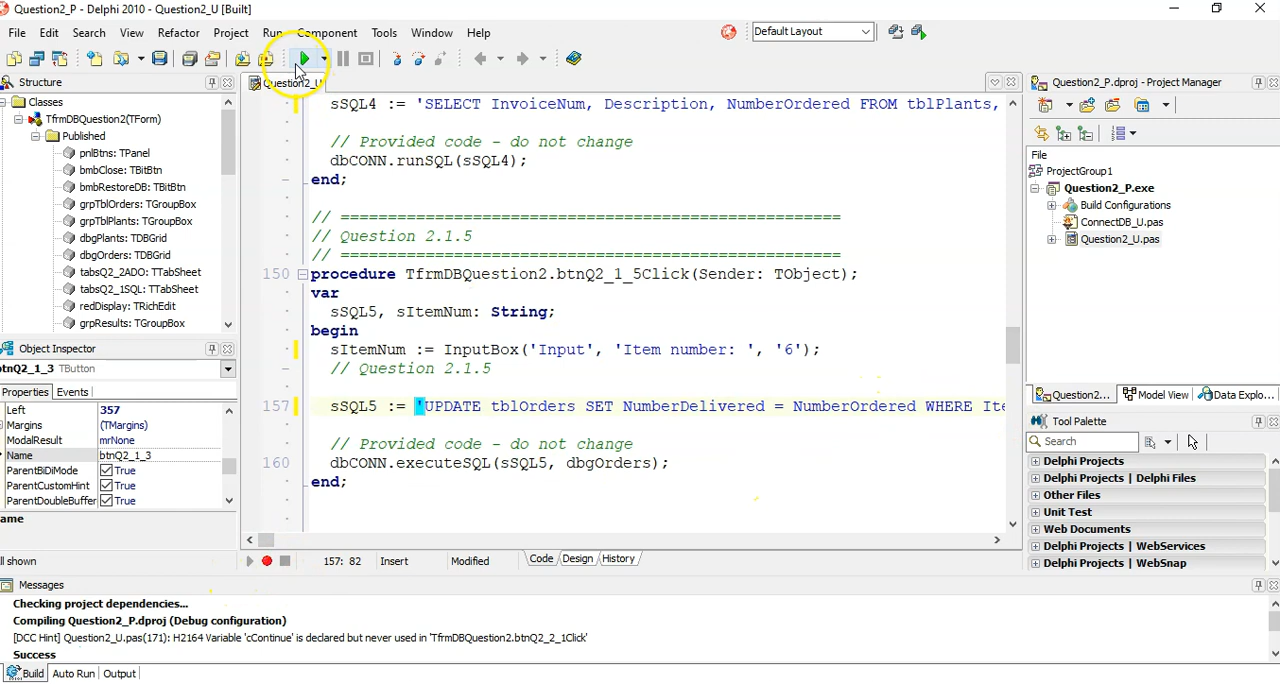 Question2_P - Delphi 2010 - Question2_U [Built]
File Edit Search View Refactor Project Run Component Tools Window Help
Default Layout
Structure
Classes
TfrmDBQuestion2(TForm)
Published
pnlBtns: TPanel
bmbClose: TBitBtn
bmbRestoreDB: TBitBtn
grpTblOrders: TGroupBox
grpTblPlants: TGroupBox
dbgPlants: TDBGrid
dbgOrders: TDBGrid
tabsQ2_2ADO: TTabSheet
tabsQ2_1SQL: TTabSheet
redDisplay: TRichEdit
grpResults: TGroupBox
Object Inspector
btnQ2_1_3 TButton
Properties Events
Left 357
Margins (TMargins)
ModalResult mrNone
Name btnQ2_1_3
ParentBiDiMode True
ParentCustomHint True
ParentDoubleBuffer True
ame
ll shown
Question2_U
sSQL4 := 'SELECT InvoiceNum, Description, NumberOrdered FROM tblPlants,
// Provided code - do not change
dbCONN.runSQL(sSQL4);
end;
// =====================================================
// Question 2.1.5
// =====================================================
150 procedure TfrmDBQuestion2.btnQ2_1_5Click(Sender: TObject);
var
sSQL5, sItemNum: String;
begin
sItemNum := InputBox('Input', 'Item number: ', '6');
// Question 2.1.5
157 sSQL5 := 'UPDATE tblOrders SET NumberDelivered = NumberOrdered WHERE Ite
// Provided code - do not change
160 dbCONN.executeSQL(sSQL5, dbgOrders);
end;
157: 82 Insert Modified Code Design History
Question2_P.dproj - Project Manager
File
ProjectGroup1
Question2_P.exe
Build Configurations
ConnectDB_U.pas
Question2_U.pas
Question2... Model View Data Explo...
Tool Palette
Search
Delphi Projects
Delphi Projects | Delphi Files
Other Files
Unit Test
Web Documents
Delphi Projects | WebServices
Delphi Projects | WebSnap
Messages
Checking project dependencies...
Compiling Question2_P.dproj (Debug configuration)
[DCC Hint] Question2_U.pas(171): H2164 Variable 'cContinue' is declared but never used in 'TfrmDBQuestion2.btnQ2_2_1Click'
Success
Build Auto Run Output